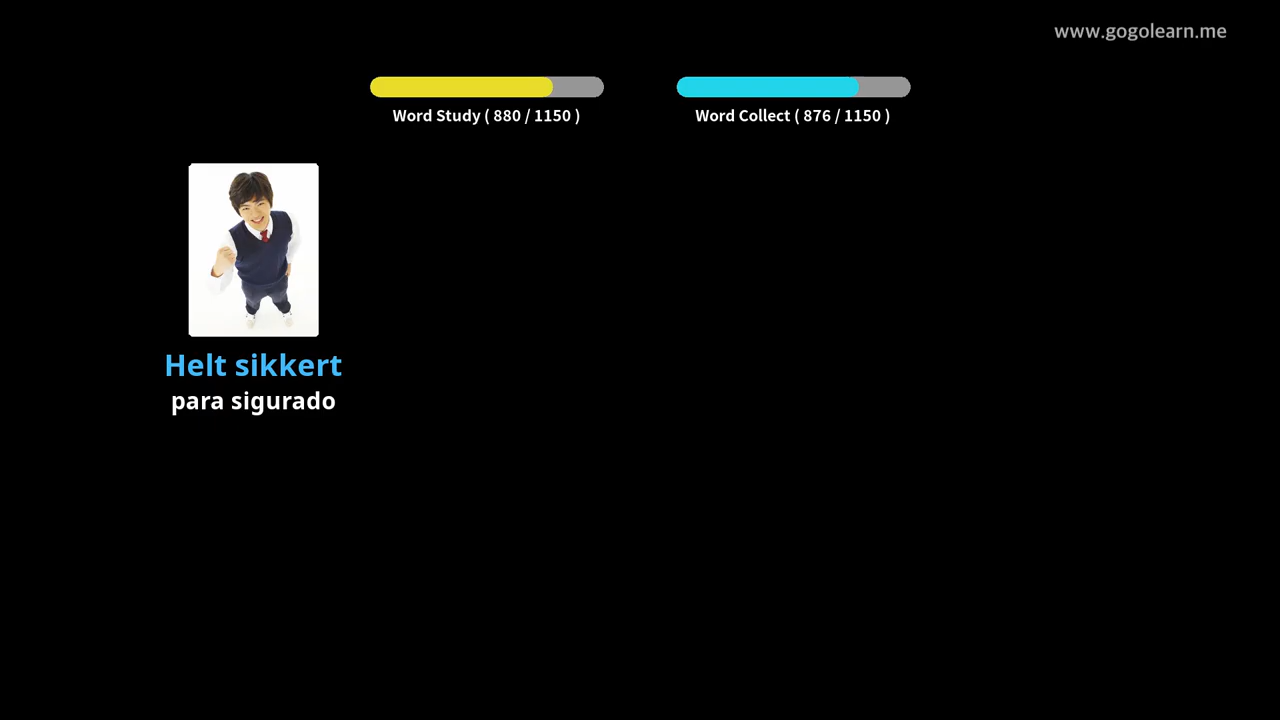 www.gogolearn.me
Word Study ( 880 / 1150 )
Word Collect ( 876 / 1150 )
Helt sikkert
para sigurado